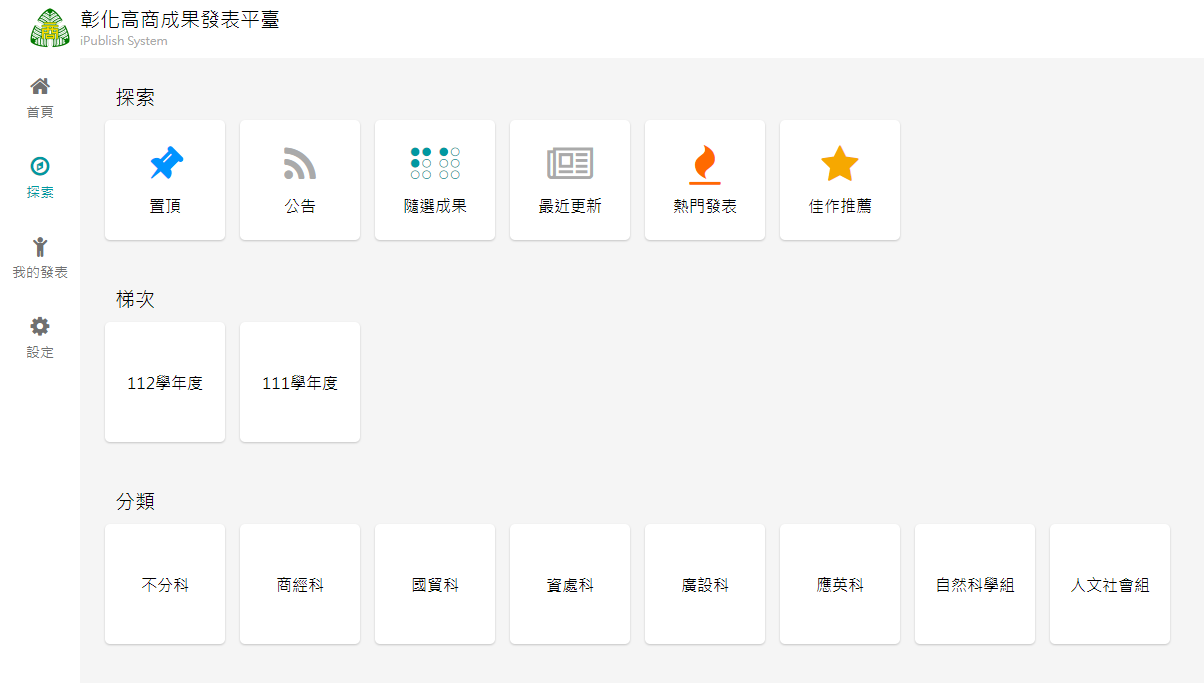 彰化高商成果發表平臺
iPublish System
首頁
探索
我的發表
設定
探索
置頂
公告
隨選成果
最近更新
熱門發表
佳作推薦
梯次
112學年度
111學年度
分類
不分科
商經科
國貿科
資處科
廣設科
應英科
自然科學組
人文社會組